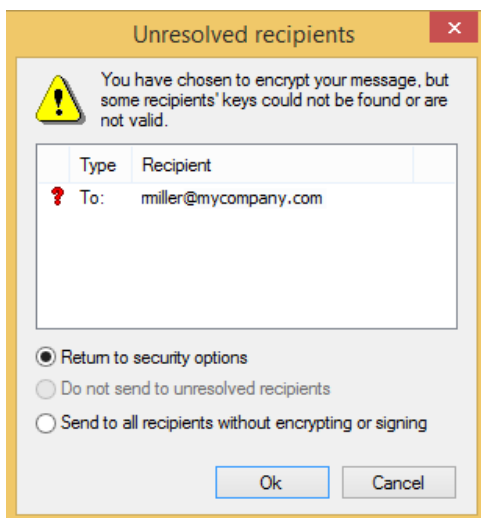 Unresolved recipients
You have chosen to encrypt your message, but
some recipients' keys could not be found or are
not valid.
Type Recipient
To: rmiller@mycompany.com
Return to security options
Do not send to unresolved recipients
Send to all recipients without encrypting or signing
Ok Cancel